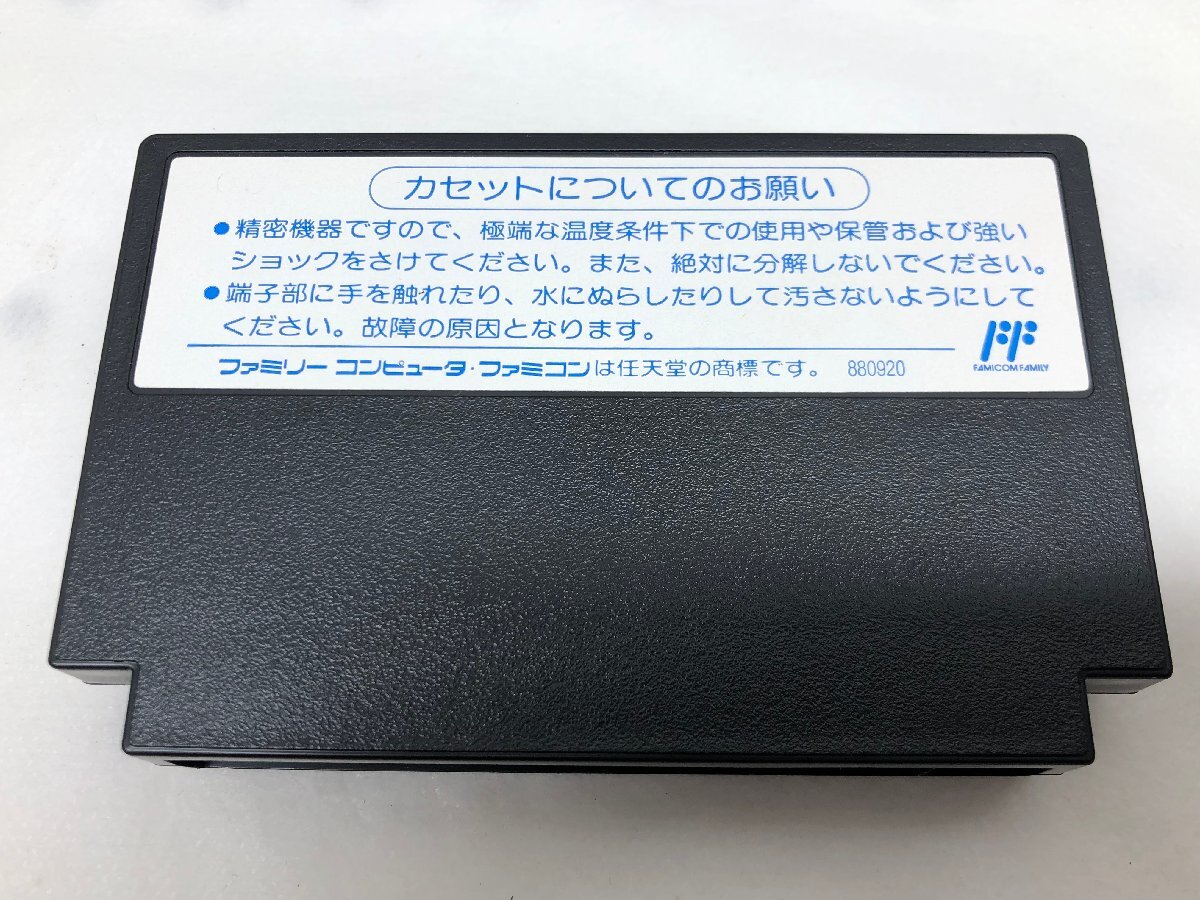 カセットについてのお願い
●精密機器ですので、極端な温度条件下での使用や保管および強い
ショックをさけてください。また、絶対に分解しないでください。
●端子部に手を触れたり、水にぬらしたりして汚さないようにして
ください。故障の原因となります。
FAMICOM FAMILY
ファミリー コンピュータ・ファミコンは任天堂の商標です。 880920